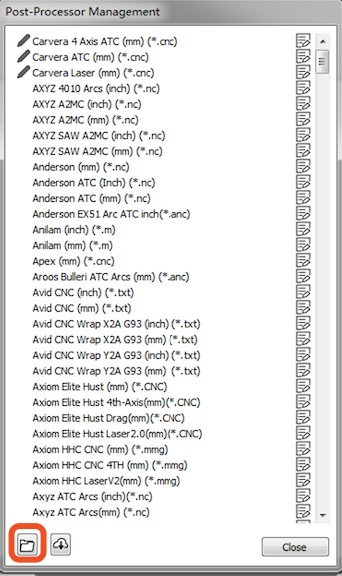 Post-Processor Management
Carvera 4 Axis ATC (mm) (*.cnc)
Carvera ATC (mm) (*.cnc)
Carvera Laser (mm) (*.cnc)
AXYZ 4010 Arcs (inch) (*.nc)
AXYZ A2MC (inch) (*.nc)
AXYZ A2MC (mm) (*.nc)
AXYZ SAW A2MC (inch) (*.nc)
AXYZ SAW A2MC (mm) (*.nc)
Anderson (mm) (*.nc)
Anderson ATC (Inch) (*.nc)
Anderson ATC (mm) (*.nc)
Anderson EX51 Arc ATC inch(*.anc)
Anilam (inch) (*.m)
Anilam (mm) (*.m)
Apex (mm) (*.cnc)
Aroos Bulleri ATC Arcs (mm) (*.anc)
Avid CNC (inch) (*.txt)
Avid CNC (mm) (*.txt)
Avid CNC Wrap X2A G93 (inch) (*.txt)
Avid CNC Wrap X2A G93 (mm) (*.txt)
Avid CNC Wrap Y2A G93 (inch) (*.txt)
Avid CNC Wrap Y2A G93 (mm) (*.txt)
Axiom Elite Hust (mm) (*.CNC)
Axiom Elite Hust 4th-Axis(mm)(*.CNC)
Axiom Elite Hust Drag(mm)(*.CNC)
Axiom Elite Hust Laser2.0(mm)(*.CNC)
Axiom HHC CNC (mm) (*.mmg)
Axiom HHC CNC 4TH (mm) (*.mmg)
Axiom HHC LaserV2(mm) (*.mmg)
Axyz ATC Arcs (inch)(*.nc)
Axyz ATC Arcs(mm) (*.nc)
Close